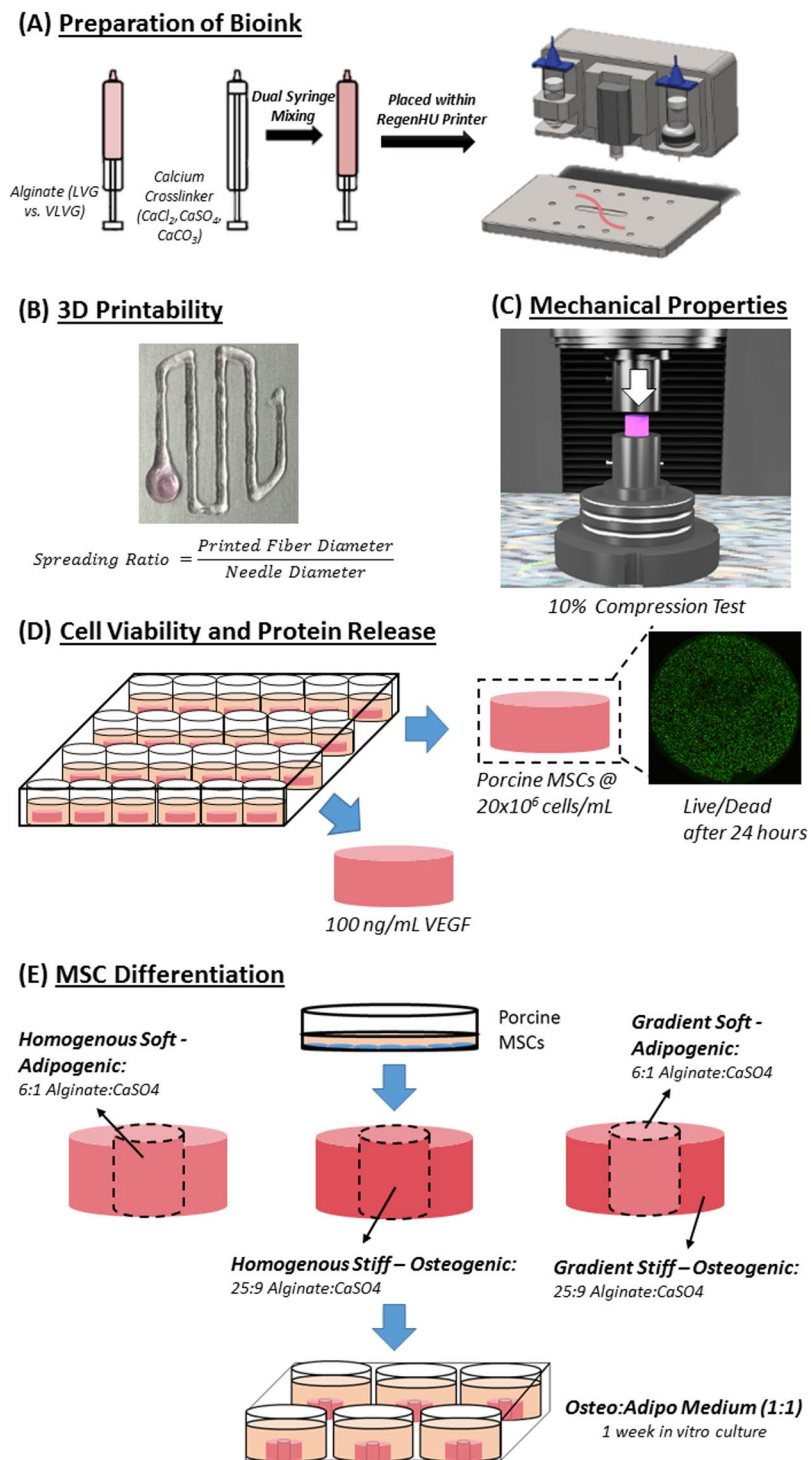 (A) Preparation of Bioink
Dual Syringe
Mixing
Placed within
RegenHU Printer
Alginate (LVG
vs. VLVG)
Calcium
Crosslinker
(CaCl₂,CaSO₄,
CaCO₃)
(B) 3D Printability
Spreading Ratio = Printed Fiber Diameter
Needle Diameter
(C) Mechanical Properties
10% Compression Test
(D) Cell Viability and Protein Release
Porcine MSCs @
20x10⁶ cells/mL
Live/Dead
after 24 hours
100 ng/mL VEGF
(E) MSC Differentiation
Homogenous Soft -
Adipogenic:
6:1 Alginate:CaSO4
Porcine
MSCs
Gradient Soft -
Adipogenic:
6:1 Alginate:CaSO4
Homogenous Stiff – Osteogenic:
25:9 Alginate:CaSO4
Gradient Stiff – Osteogenic:
25:9 Alginate:CaSO4
Osteo:Adipo Medium (1:1)
1 week in vitro culture